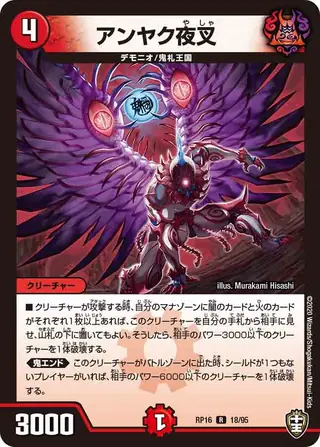 4
アンヤク夜叉
やしゃ
デモニオ/鬼札王国
illus. Murakami Hisashi
クリーチャー
■クリーチャーが攻撃する時、自分のマナゾーンに闇のカードと火のカード
がそれぞれ1枚以上あれば、このクリーチャーを自分の手札から相手に見
せ、山札の下に置いてもよい。そうしたら、相手のパワー3000以下のクリー
チャーを1体破壊する。
■鬼エンド このクリーチャーがバトルゾーンに出た時、シールドが1つもな
いプレイヤーがいれば、相手のパワー6000以下のクリーチャーを1体破壊
する。
3000
RP16 R 18/95
©2020 Wizards/Shogakukan/Mitsui-Kids